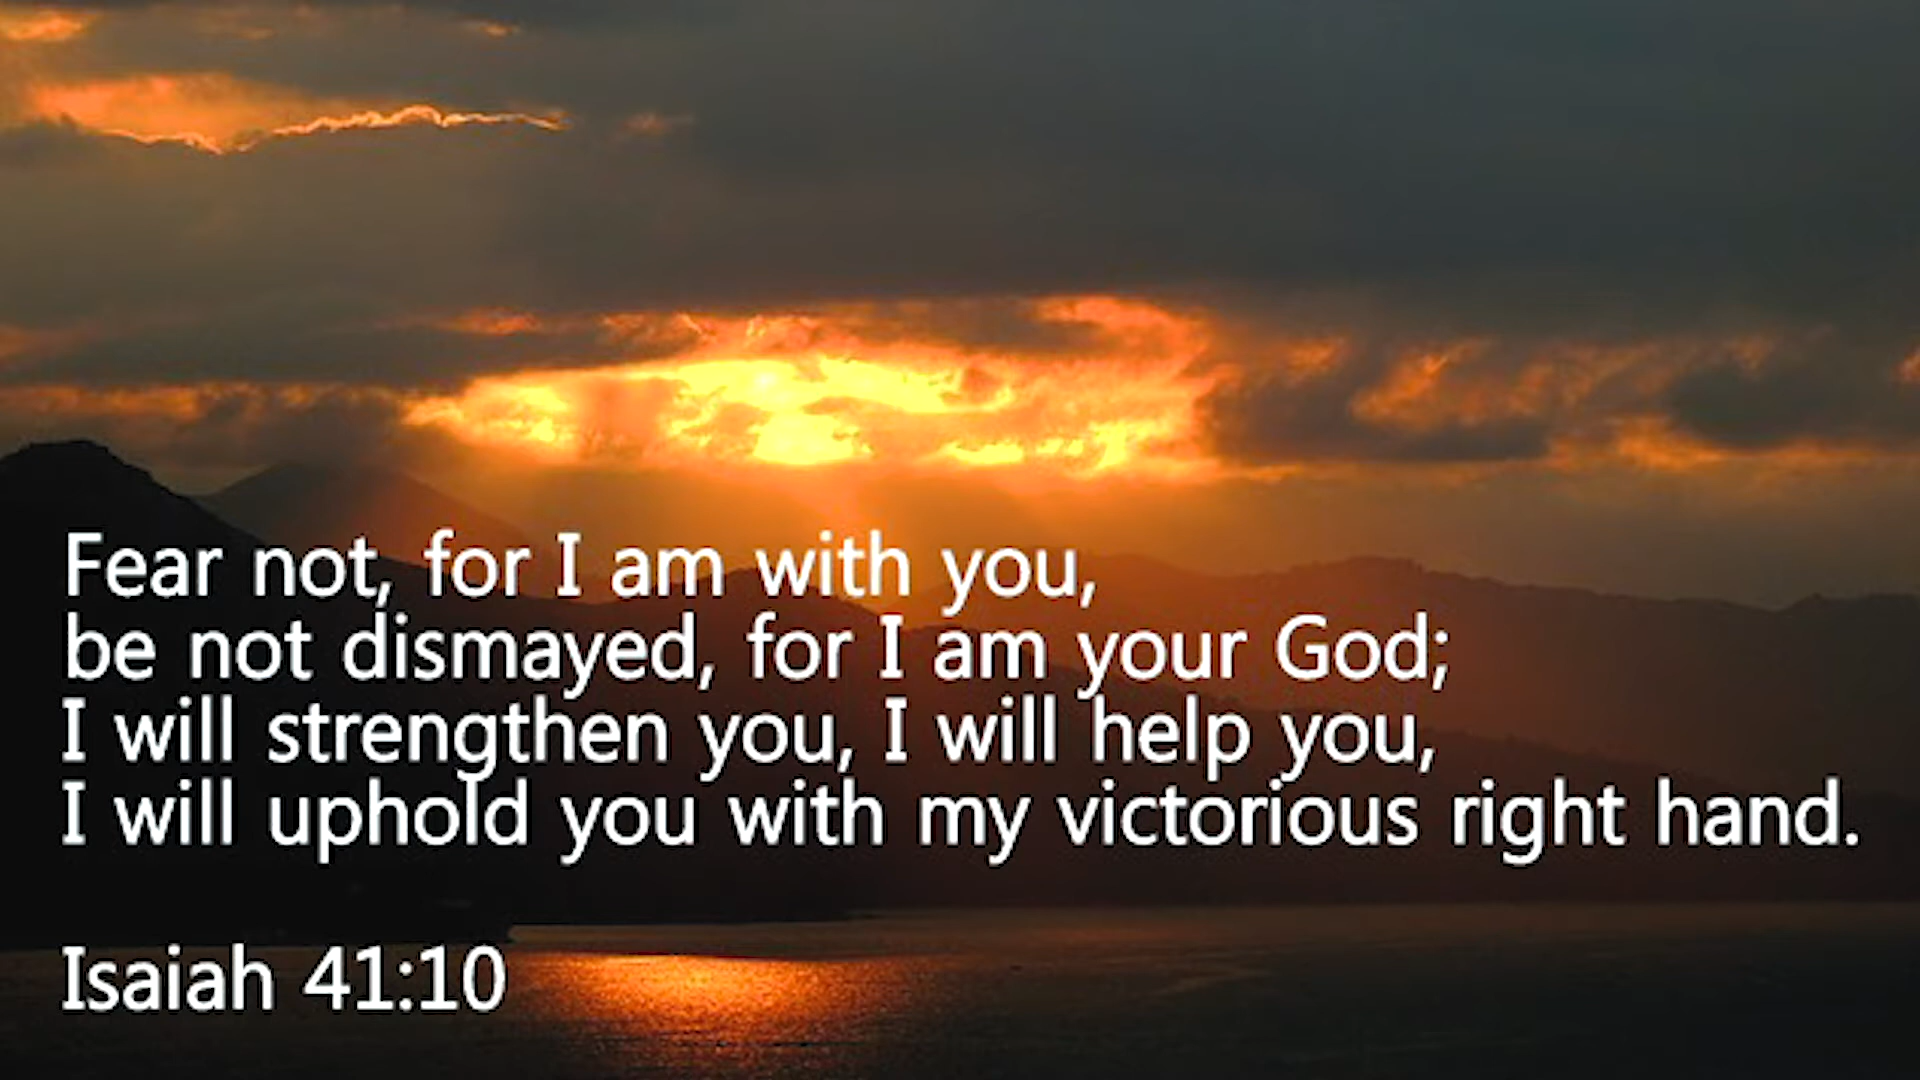 Fear not, for I am with you,
be not dismayed, for I am your God;
I will strengthen you, I will help you,
I will uphold you with my victorious right hand.
Isaiah 41:10